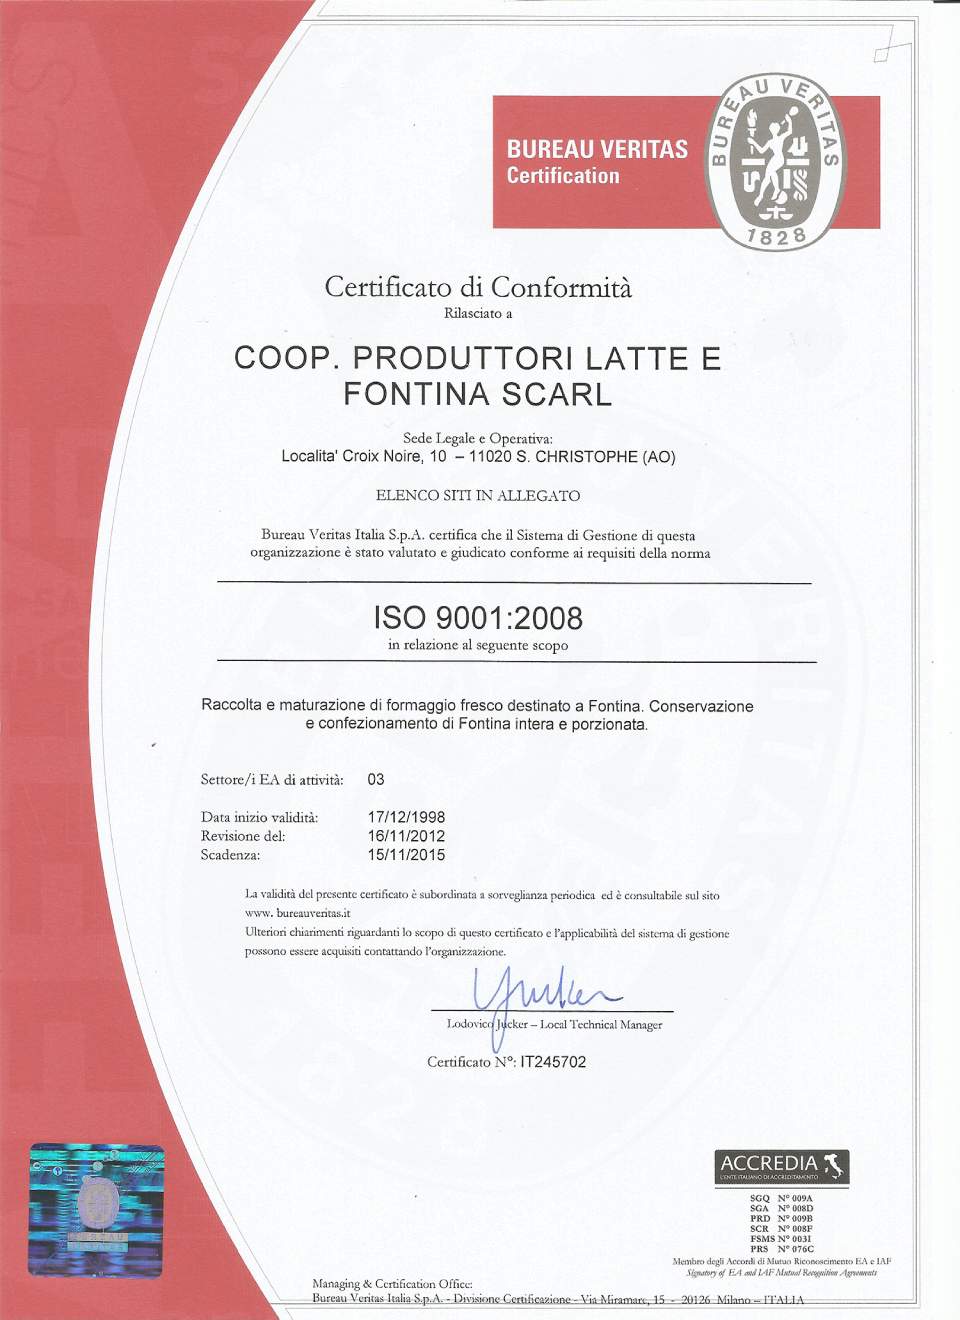 BUREAU VERITAS
Certification
BUREAU VERITAS
1828
Certificato di Conformità
Rilasciato a
COOP. PRODUTTORI LATTE E
FONTINA SCARL
Sede Legale e Operativa:
Localita' Croix Noire, 10 – 11020 S. CHRISTOPHE (AO)
ELENCO SITI IN ALLEGATO
Bureau Veritas Italia S.p.A. certifica che il Sistema di Gestione di questa
organizzazione è stato valutato e giudicato conforme ai requisiti della norma
ISO 9001:2008
in relazione al seguente scopo
Raccolta e maturazione di formaggio fresco destinato a Fontina. Conservazione
e confezionamento di Fontina intera e porzionata.
Settore/i EA di attività: 03
Data inizio validità: 17/12/1998
Revisione del: 16/11/2012
Scadenza: 15/11/2015
La validità del presente certificato è subordinata a sorveglianza periodica ed è consultabile sul sito
www. bureauveritas.it
Ulteriori chiarimenti riguardanti lo scopo di questo certificato e l'applicabilità del sistema di gestione
possono essere acquisiti contattando l'organizzazione.
Lodovico Jucker – Local Technical Manager
Certificato N°: IT245702
ACCREDIA
L'ENTE ITALIANO DI ACCREDITAMENTO
SGQ N° 009A
SGA N° 008D
PRD N° 009B
SCR N° 008F
FSMS N° 003I
PRS N° 076C
Membro degli Accordi di Mutuo Riconoscimento EA e IAF
Signatory of EA and IAF Mutual Recognition Agreements
Managing & Certification Office:
Bureau Veritas Italia S.p.A. - Divisione Certificazione - Via Miramare, 15 - 20126 Milano – ITALIA